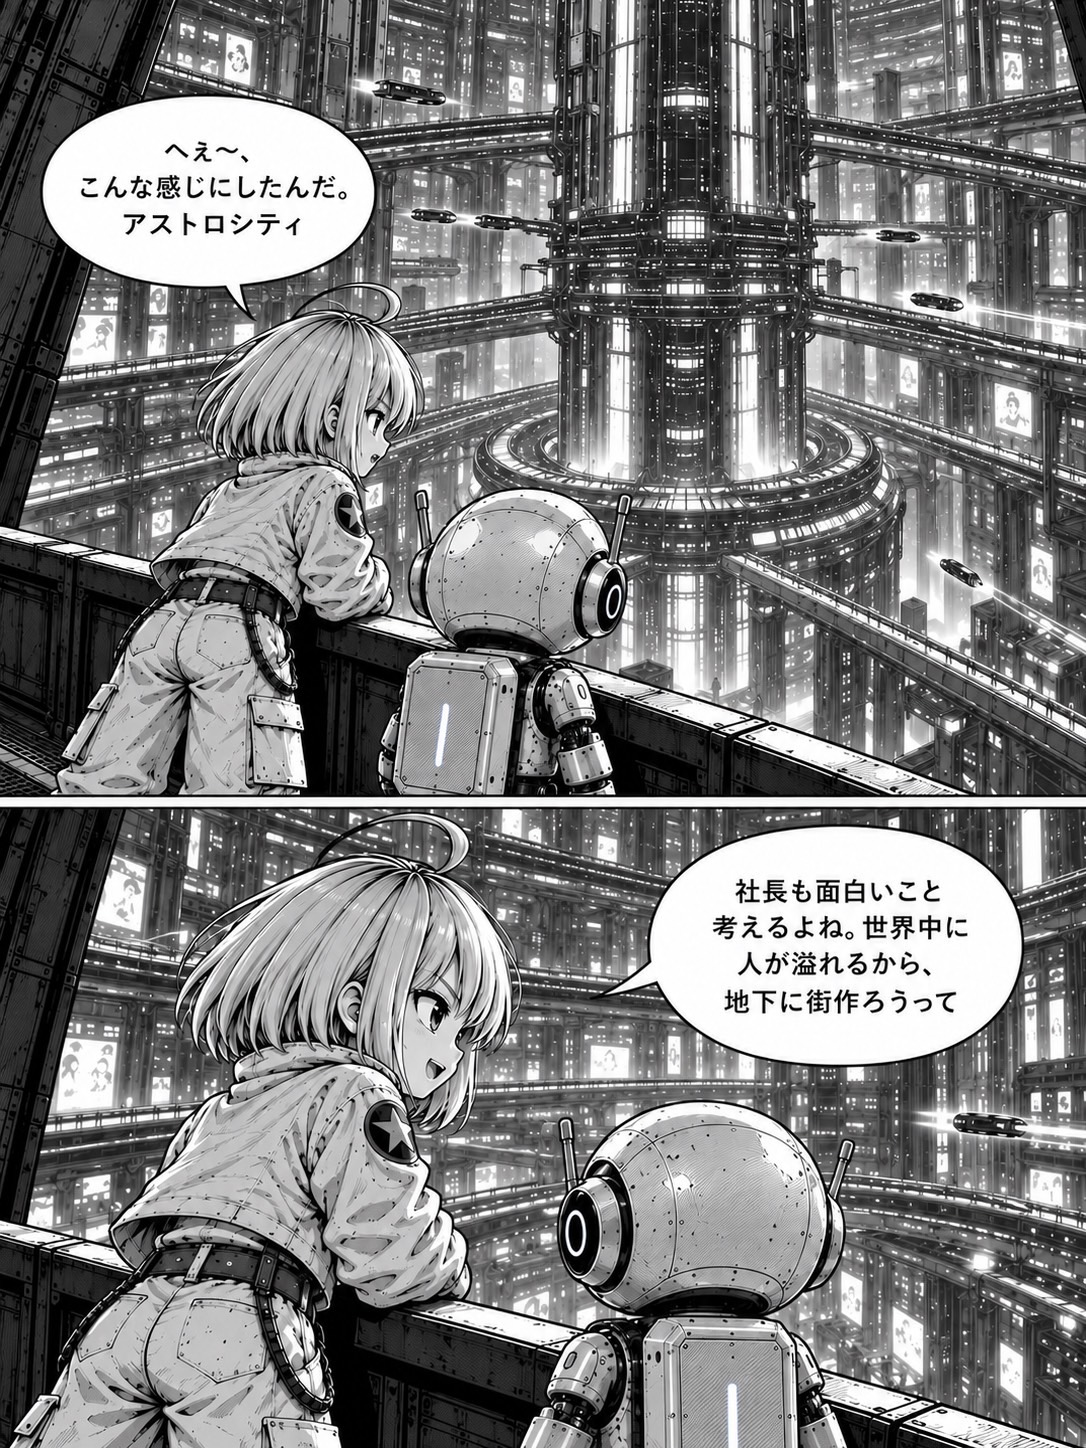 へぇ〜、
こんな感じにしたんだ。
アストロシティ
社長も面白いこと
考えるよね。世界中に
人が溢れるから、
地下に街作ろうって